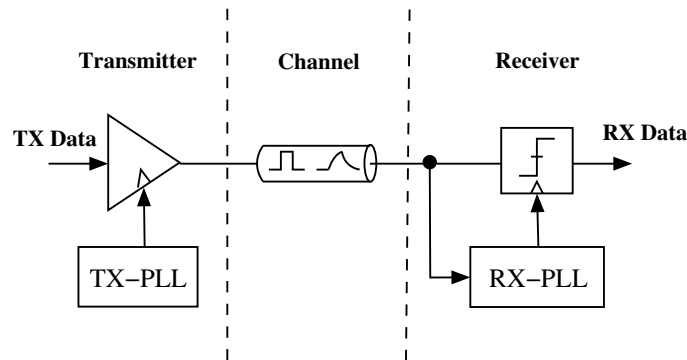 Transmitter
Channel
Receiver
TX Data
RX Data
TX−PLL
RX−PLL